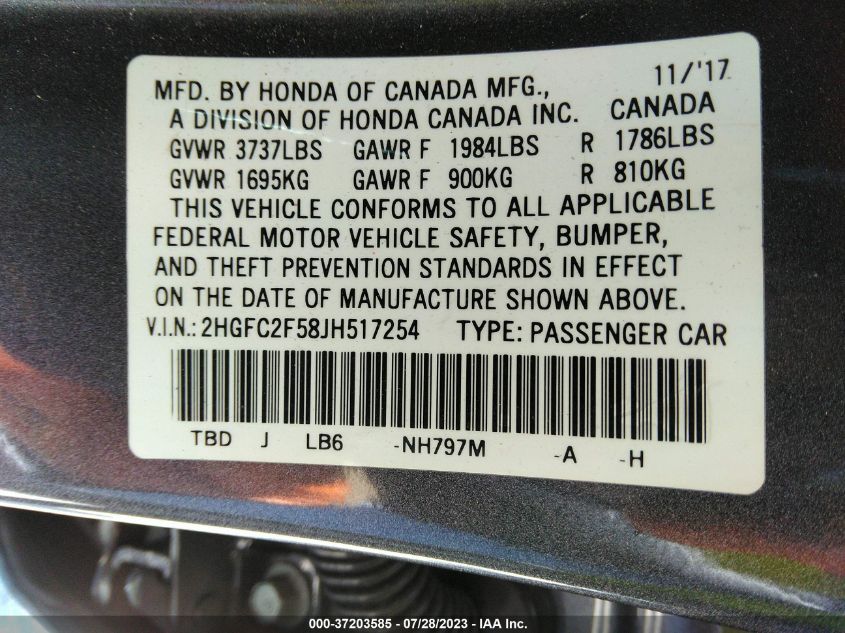 11/'17
MFD. BY HONDA OF CANADA MFG.,
A DIVISION OF HONDA CANADA INC. CANADA
GVWR 3737LBS GAWR F 1984LBS R 1786LBS
GVWR 1695KG GAWR F 900KG R 810KG
THIS VEHICLE CONFORMS TO ALL APPLICABLE
FEDERAL MOTOR VEHICLE SAFETY, BUMPER,
AND THEFT PREVENTION STANDARDS IN EFFECT
ON THE DATE OF MANUFACTURE SHOWN ABOVE.
V.I.N.: 2HGFC2F58JH517254 TYPE: PASSENGER CAR
TBD J LB6 -NH797M -A -H
000-37203585 / 07/28/2023 - © IAA, Inc.